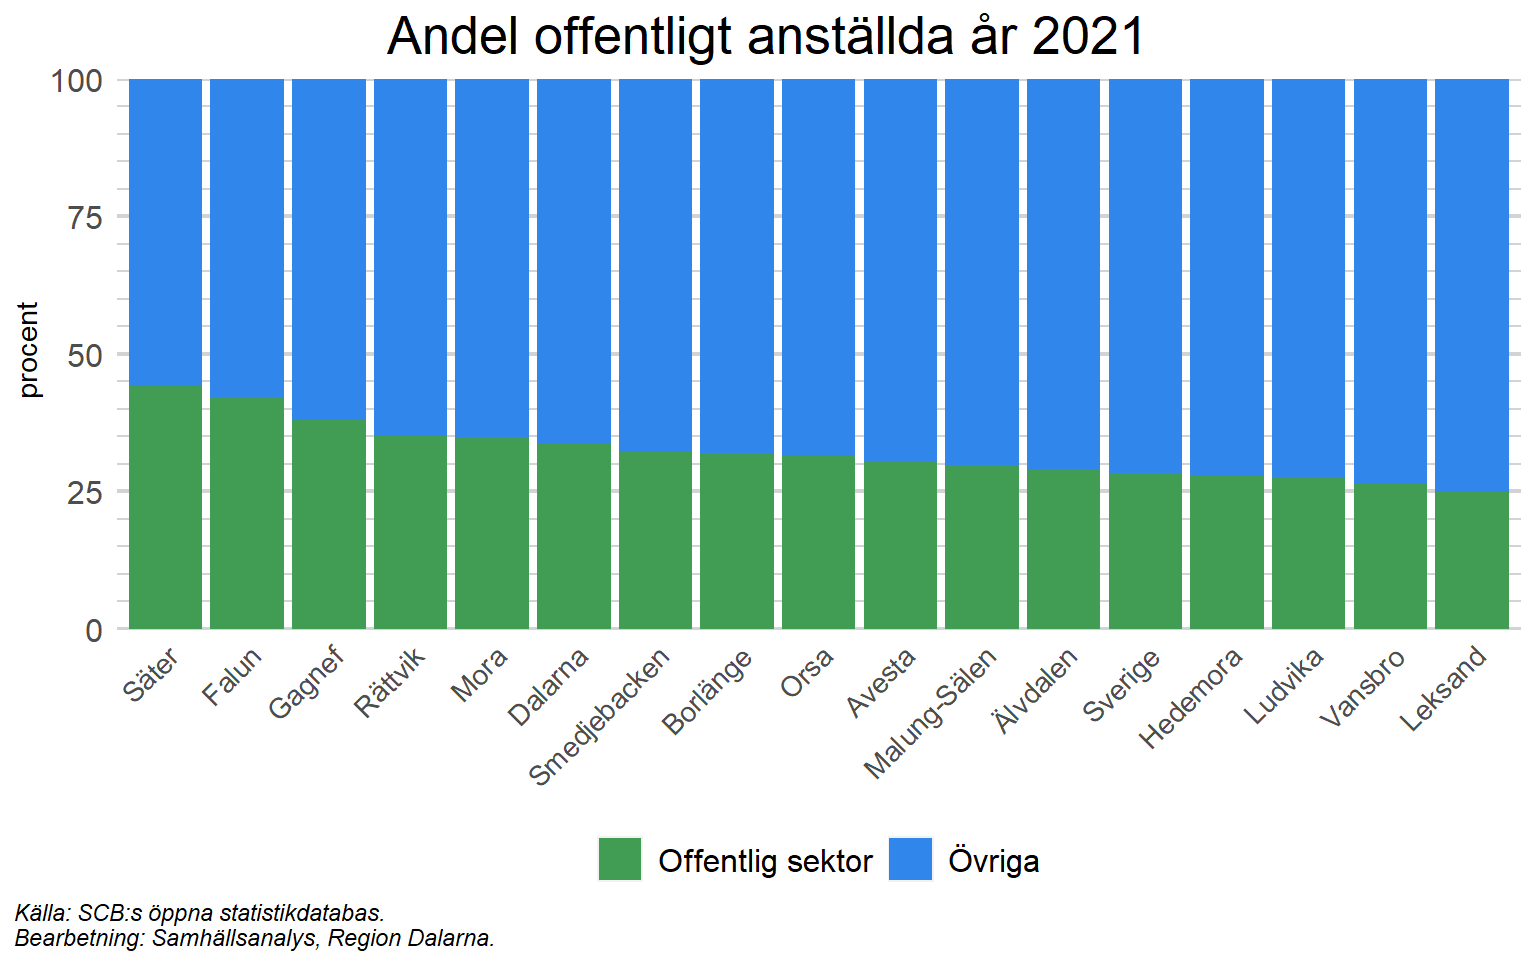 Andel offentligt anställda år 2021
100
75
50
25
0
procent
Säter
Falun
Gagnef
Rättvik
Mora
Dalarna
Smedjebacken
Borlänge
Orsa
Avesta
Malung-Sälen
Älvdalen
Sverige
Hedemora
Ludvika
Vansbro
Leksand
Offentlig sektor
Övriga
Källa: SCB:s öppna statistikdatabas.
Bearbetning: Samhällsanalys, Region Dalarna.